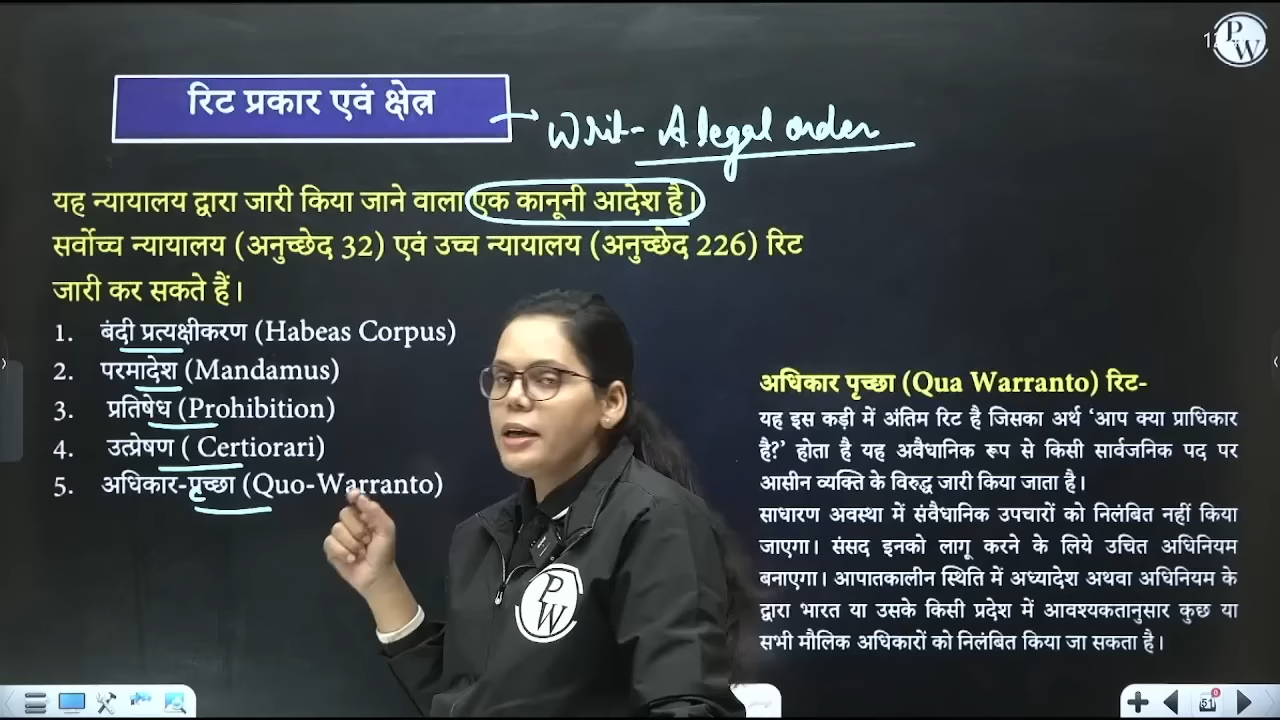 PW
रिट प्रकार एवं क्षेत्र
Writ - A legal order
यह न्यायालय द्वारा जारी किया जाने वाला एक कानूनी आदेश है।
सर्वोच्च न्यायालय (अनुच्छेद 32) एवं उच्च न्यायालय (अनुच्छेद 226) रिट
जारी कर सकते हैं।
1. बंदी प्रत्यक्षीकरण (Habeas Corpus)
2. परमादेश (Mandamus)
3. प्रतिषेध (Prohibition)
4. उत्प्रेषण ( Certiorari)
5. अधिकार-पृच्छा (Quo-Warranto)
अधिकार पृच्छा (Qua Warranto) रिट-
यह इस कड़ी में अंतिम रिट है जिसका अर्थ ‘आप क्या प्राधिकार
है?’ होता है यह अवैधानिक रूप से किसी सार्वजनिक पद पर
आसीन व्यक्ति के विरुद्ध जारी किया जाता है।
साधारण अवस्था में संवैधानिक उपचारों को निलंबित नहीं किया
जाएगा। संसद इनको लागू करने के लिये उचित अधिनियम
बनाएगा। आपातकालीन स्थिति में अध्यादेश अथवा अधिनियम के
द्वारा भारत या उसके किसी प्रदेश में आवश्यकतानुसार कुछ या
सभी मौलिक अधिकारों को निलंबित किया जा सकता है।
PW
51